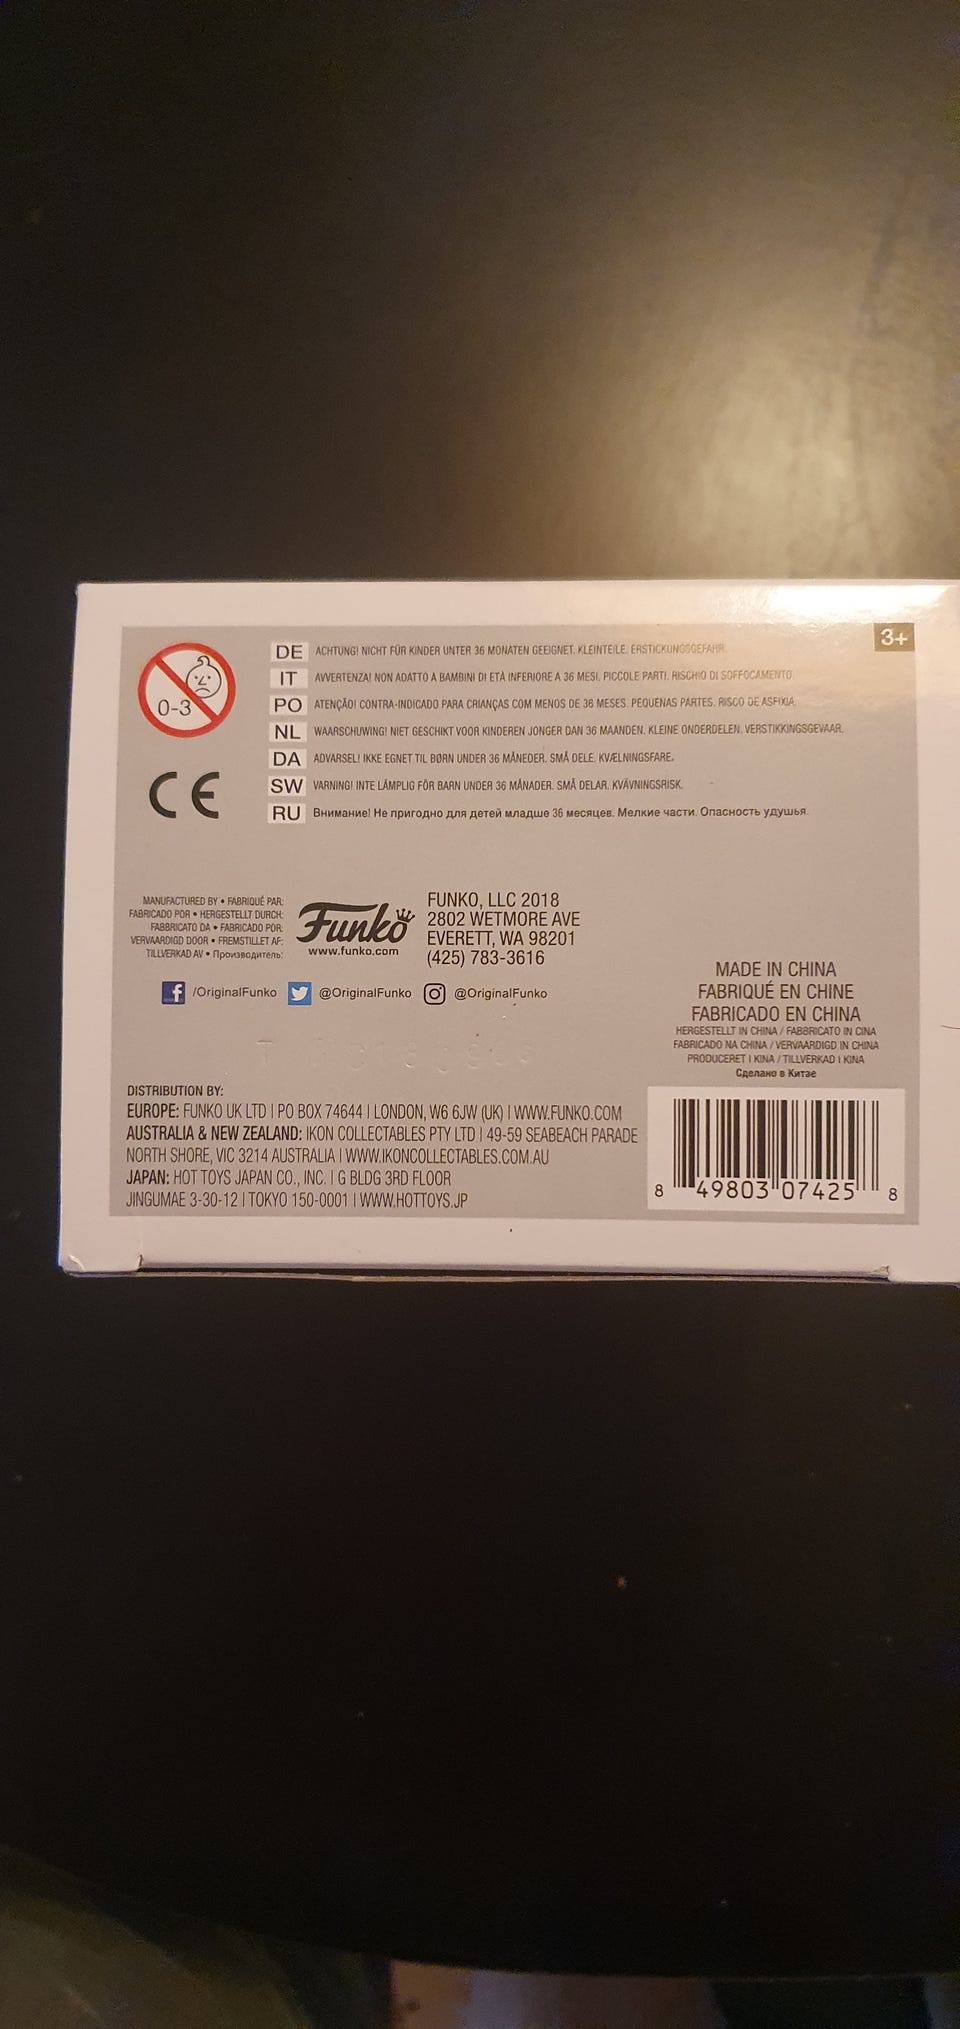 3+
0-3
DE ACHTUNG! NICHT FÜR KINDER UNTER 36 MONATEN GEEIGNET. KLEINTEILE. ERSTICKUNGSGEFAHR.
IT AVVERTENZA! NON ADATTO A BAMBINI DI ETÀ INFERIORE A 36 MESI. PICCOLE PARTI. RISCHIO DI SOFFOCAMENTO.
PO ATENÇÃO! CONTRA-INDICADO PARA CRIANÇAS COM MENOS DE 36 MESES. PEQUENAS PARTES. RISCO DE ASFIXIA.
NL WAARSCHUWING! NIET GESCHIKT VOOR KINDEREN JONGER DAN 36 MAANDEN. KLEINE ONDERDELEN. VERSTIKKINGSGEVAAR.
DA ADVARSEL! IKKE EGNET TIL BØRN UNDER 36 MÅNEDER. SMÅ DELE. KVÆLNINGSFARE.
SW VARNING! INTE LÄMPLIG FÖR BARN UNDER 36 MÅNADER. SMÅ DELAR. KVÄVNINGSRISK.
RU Внимание! Не пригодно для детей младше 36 месяцев. Мелкие части. Опасность удушья.
CE
MANUFACTURED BY • FABRIQUÉ PAR:
FABRICADO POR • HERGESTELLT DURCH:
FABBRICATO DA • FABRICADO POR:
VERVAARDIGD DOOR • FREMSTILLET AF:
TILLVERKAD AV • Производитель:
Funko
www.funko.com
FUNKO, LLC 2018
2802 WETMORE AVE
EVERETT, WA 98201
(425) 783-3616
/OriginalFunko @OriginalFunko @OriginalFunko
MADE IN CHINA
FABRIQUÉ EN CHINE
FABRICADO EN CHINA
HERGESTELLT IN CHINA / FABBRICATO IN CINA
FABRICADO NA CHINA / VERVAARDIGD IN CHINA
PRODUCERET I KINA / TILLVERKAD I KINA
Сделано в Китае
DISTRIBUTION BY:
EUROPE: FUNKO UK LTD | PO BOX 74644 | LONDON, W6 6JW (UK) | WWW.FUNKO.COM
AUSTRALIA & NEW ZEALAND: IKON COLLECTABLES PTY LTD | 49-59 SEABEACH PARADE
NORTH SHORE, VIC 3214 AUSTRALIA | WWW.IKONCOLLECTABLES.COM.AU
JAPAN: HOT TOYS JAPAN CO., INC. | G BLDG 3RD FLOOR
JINGUMAE 3-30-12 | TOKYO 150-0001 | WWW.HOTTOYS.JP
8 49803 07425 8